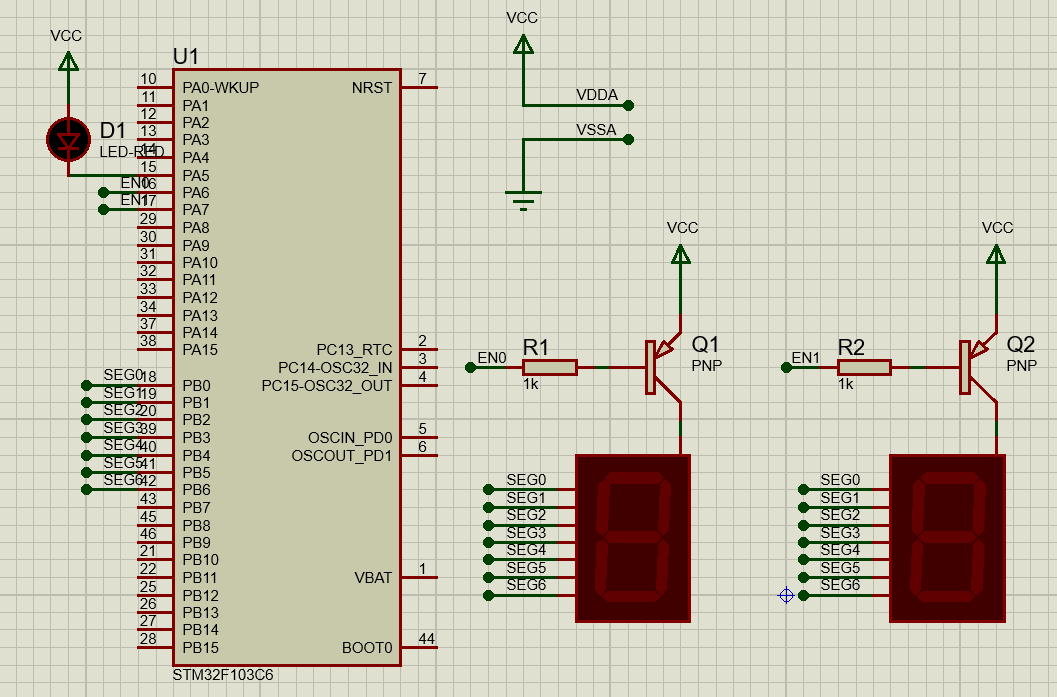 VCC
U1
10 PA0-WKUP
11 PA1
12 PA2
13 PA3
14 PA4
15 PA5
EN0 16 PA6
EN1 17 PA7
29 PA8
30 PA9
31 PA10
32 PA11
33 PA12
34 PA13
37 PA14
38 PA15
SEG0 18 PB0
SEG1 19 PB1
SEG2 20 PB2
SEG3 39 PB3
SEG4 40 PB4
SEG5 41 PB5
SEG6 42 PB6
43 PB7
45 PB8
46 PB9
21 PB10
22 PB11
25 PB12
26 PB13
27 PB14
28 PB15
NRST 7
PC13_RTC 2
PC14-OSC32_IN 3
PC15-OSC32_OUT 4
OSCIN_PD0 5
OSCOUT_PD1 6
VBAT 1
BOOT0 44
STM32F103C6
D1
LED-RED
VCC
VDDA
VSSA
VCC
EN0
R1
1k
Q1
PNP
SEG0
SEG1
SEG2
SEG3
SEG4
SEG5
SEG6
VCC
EN1
R2
1k
Q2
PNP
SEG0
SEG1
SEG2
SEG3
SEG4
SEG5
SEG6